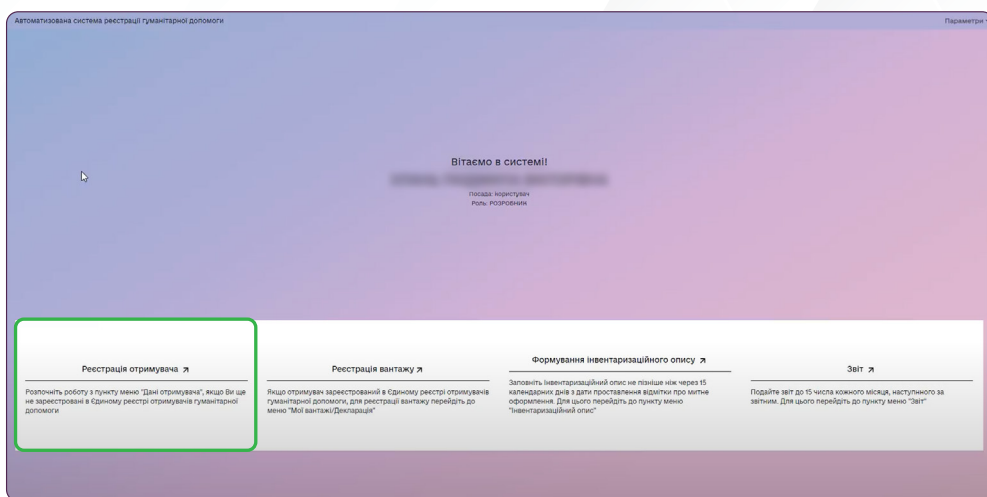 Автоматизована система реєстрації гуманітарної допомоги
Параметри
Вітаємо в системі!
Посада: користувач
Роль: РОЗРОБНИК
Реєстрація отримувача
Розпочніть роботу з пункту меню "Дані отримувача", якщо Ви ще
не зареєстровані в Єдиному реєстрі отримувачів гуманітарної
допомоги
Реєстрація вантажу
Якщо отримувач зареєстрований в Єдиному реєстрі отримувачів
гуманітарної допомоги, для реєстрації вантажу перейдіть до
меню "Мої вантажі/Декларація"
Формування інвентаризаційного опису
Заповніть Інвентаризаційний опис не пізніше ніж через 15
календарних днів з дати проставлення відмітки про митне
оформлення. Для цього перейдіть до пункту меню
"Інвентаризаційний опис"
Звіт
Подайте звіт до 15 числа кожного місяця, наступнного за
звітним. Для цього перейдіть до пункту меню "Звіт"